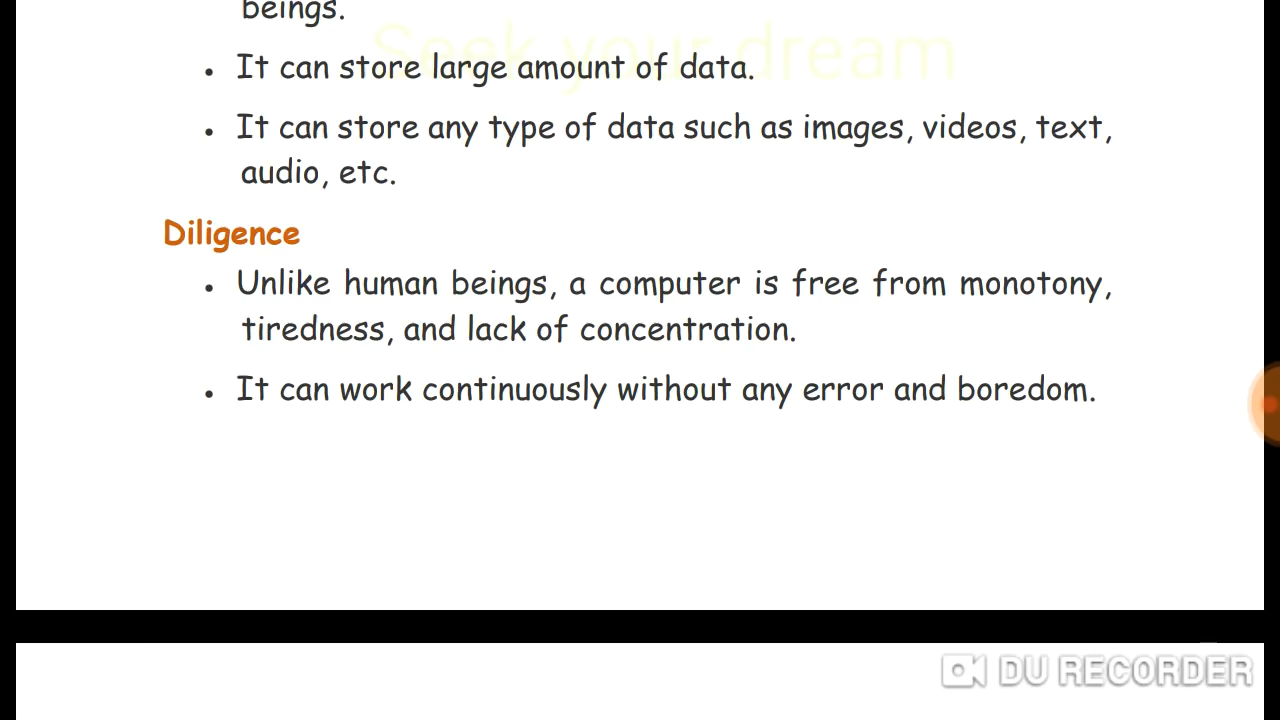 beings.
Seek your dream
• It can store large amount of data.
• It can store any type of data such as images, videos, text,
audio, etc.
Diligence
• Unlike human beings, a computer is free from monotony,
tiredness, and lack of concentration.
• It can work continuously without any error and boredom.
DU RECORDER